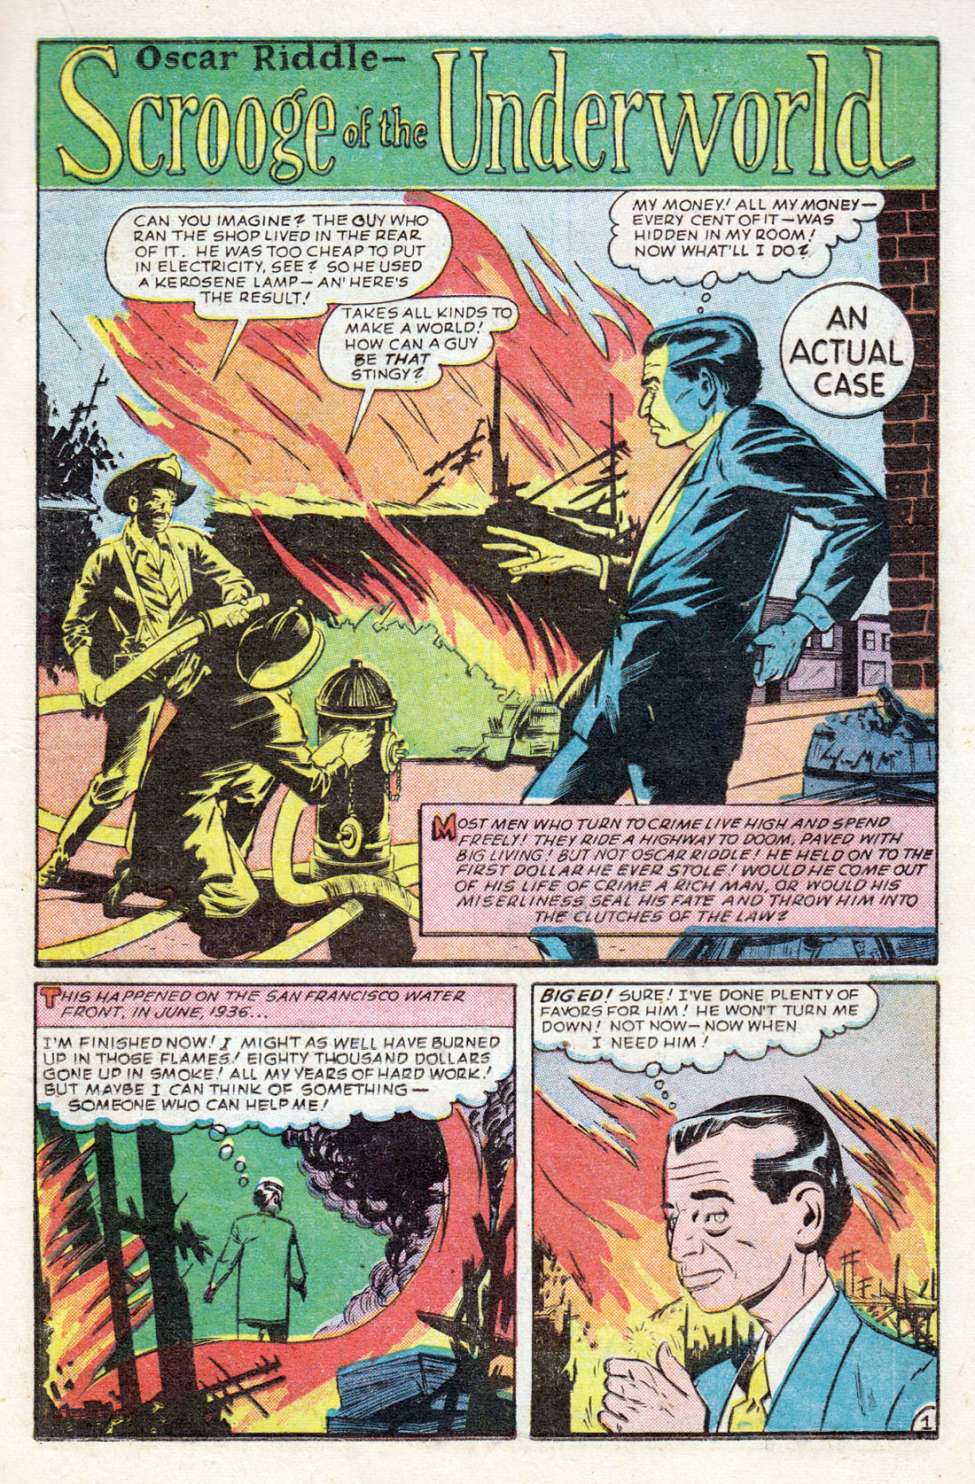 Oscar Riddle—
Scrooge of the Underworld
CAN YOU IMAGINE? THE GUY WHO
RAN THE SHOP LIVED IN THE REAR
OF IT. HE WAS TOO CHEAP TO PUT
IN ELECTRICITY, SEE? SO HE USED
A KEROSENE LAMP—AN' HERE'S
THE RESULT!
TAKES ALL KINDS TO
MAKE A WORLD!
HOW CAN A GUY
BE THAT
STINGY?
MY MONEY! ALL MY MONEY—
EVERY CENT OF IT—WAS
HIDDEN IN MY ROOM!
NOW WHAT'LL I DO?
AN
ACTUAL
CASE
MOST MEN WHO TURN TO CRIME LIVE HIGH AND SPEND
FREELY! THEY RIDE A HIGHWAY TO DOOM, PAVED WITH
BIG LIVING! BUT NOT OSCAR RIDDLE! HE HELD ON TO THE
FIRST DOLLAR HE EVER STOLE! WOULD HE COME OUT
OF HIS LIFE OF CRIME A RICH MAN, OR WOULD HIS
MISERLINESS SEAL HIS FATE AND THROW HIM INTO
THE CLUTCHES OF THE LAW?
THIS HAPPENED ON THE SAN FRANCISCO WATER
FRONT, IN JUNE, 1936...
I'M FINISHED NOW! I MIGHT AS WELL HAVE BURNED
UP IN THOSE FLAMES! EIGHTY THOUSAND DOLLARS
GONE UP IN SMOKE! ALL MY YEARS OF HARD WORK!
BUT MAYBE I CAN THINK OF SOMETHING—
SOMEONE WHO CAN HELP ME!
BIG ED! SURE! I'VE DONE PLENTY OF
FAVORS FOR HIM! HE WON'T TURN ME
DOWN! NOT NOW—NOW WHEN
I NEED HIM!
1